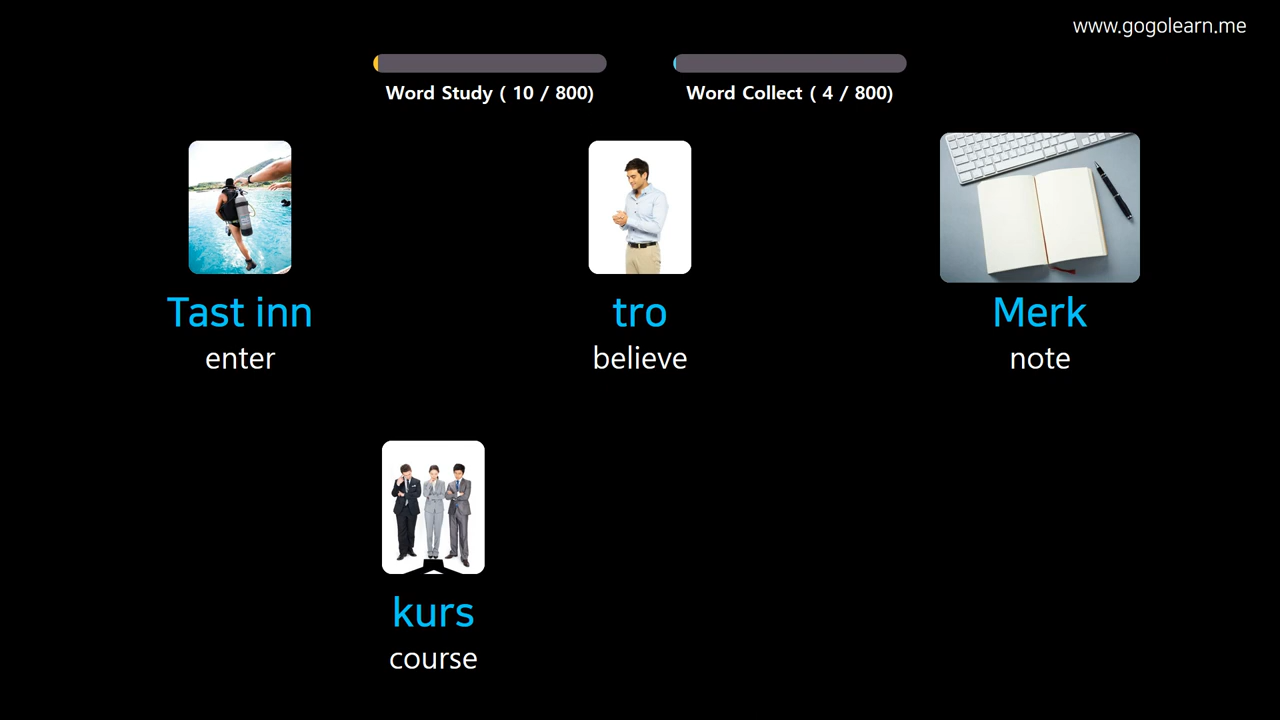 www.gogolearn.me
Word Study ( 10 / 800)
Word Collect ( 4 / 800)
Tast inn
enter
tro
believe
Merk
note
kurs
course